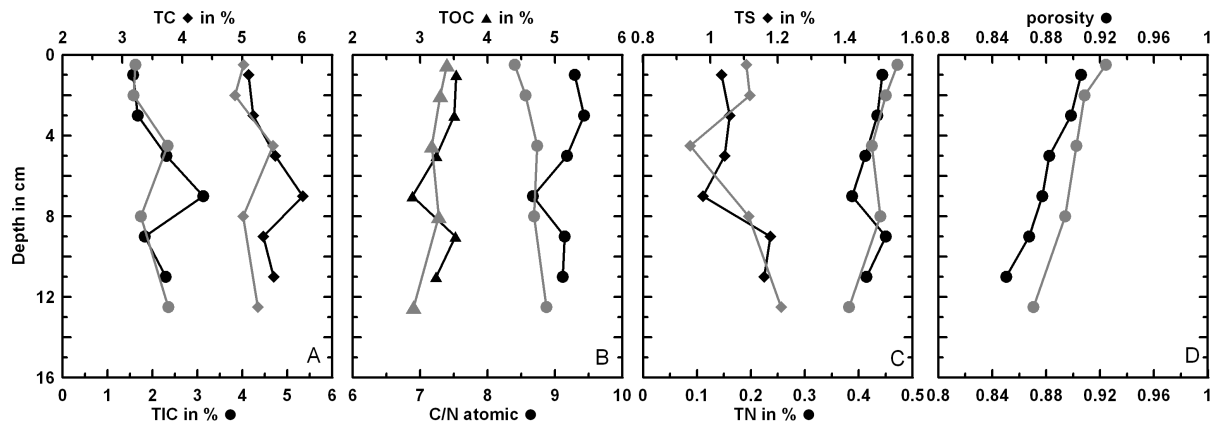 TC ◆ in % TOC ▲ in % TS ◆ in % porosity ●
2 3 4 5 6 2 3 4 5 6 0.8 1 1.2 1.4 1.6 0.8 0.84 0.88 0.92 0.96 1
0
4
8
12
16
Depth in cm
A B C D
0 1 2 3 4 5 6 6 7 8 9 10 0 0.1 0.2 0.3 0.4 0.5 0.8 0.84 0.88 0.92 0.96 1
TIC in % ● C/N atomic ● TN in % ●